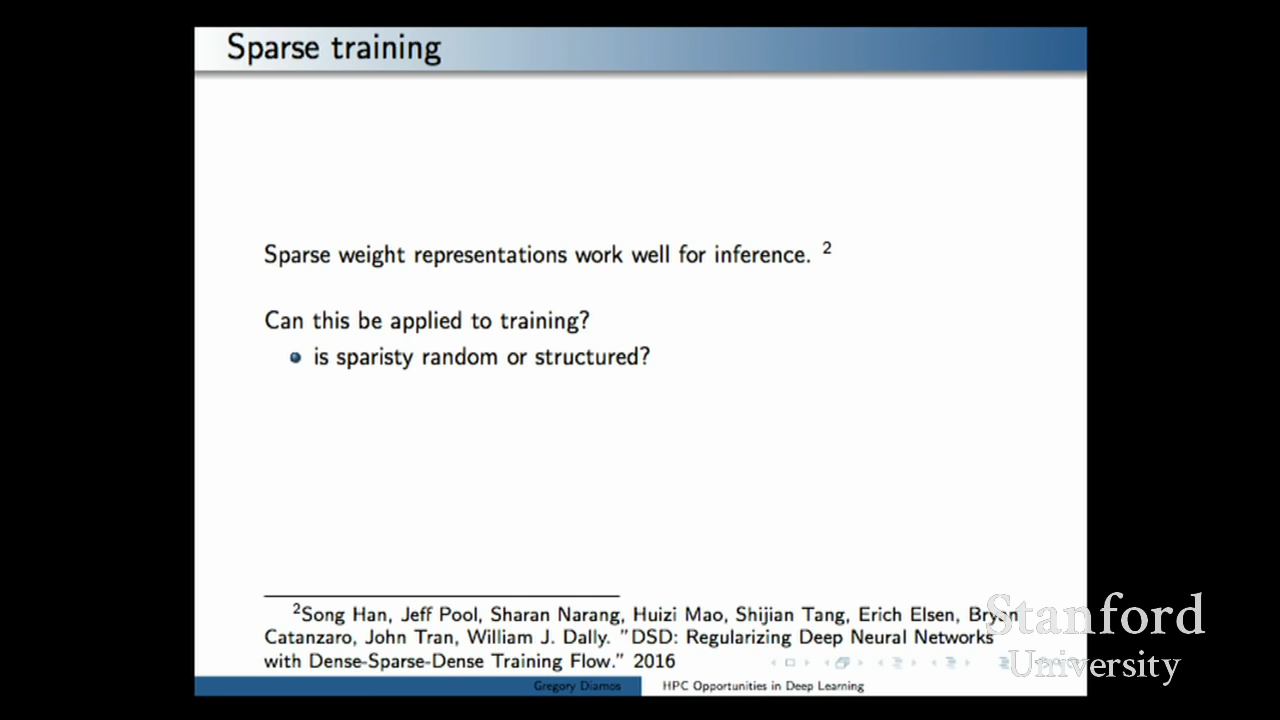 Sparse training
Sparse weight representations work well for inference. 2
Can this be applied to training?
is sparisty random or structured?
2Song Han, Jeff Pool, Sharan Narang, Huizi Mao, Shijian Tang, Erich Elsen, Bryan
Catanzaro, John Tran, William J. Dally. "DSD: Regularizing Deep Neural Networks
with Dense-Sparse-Dense Training Flow." 2016
Stanford
University
Gregory Diamos
HPC Opportunities in Deep Learning